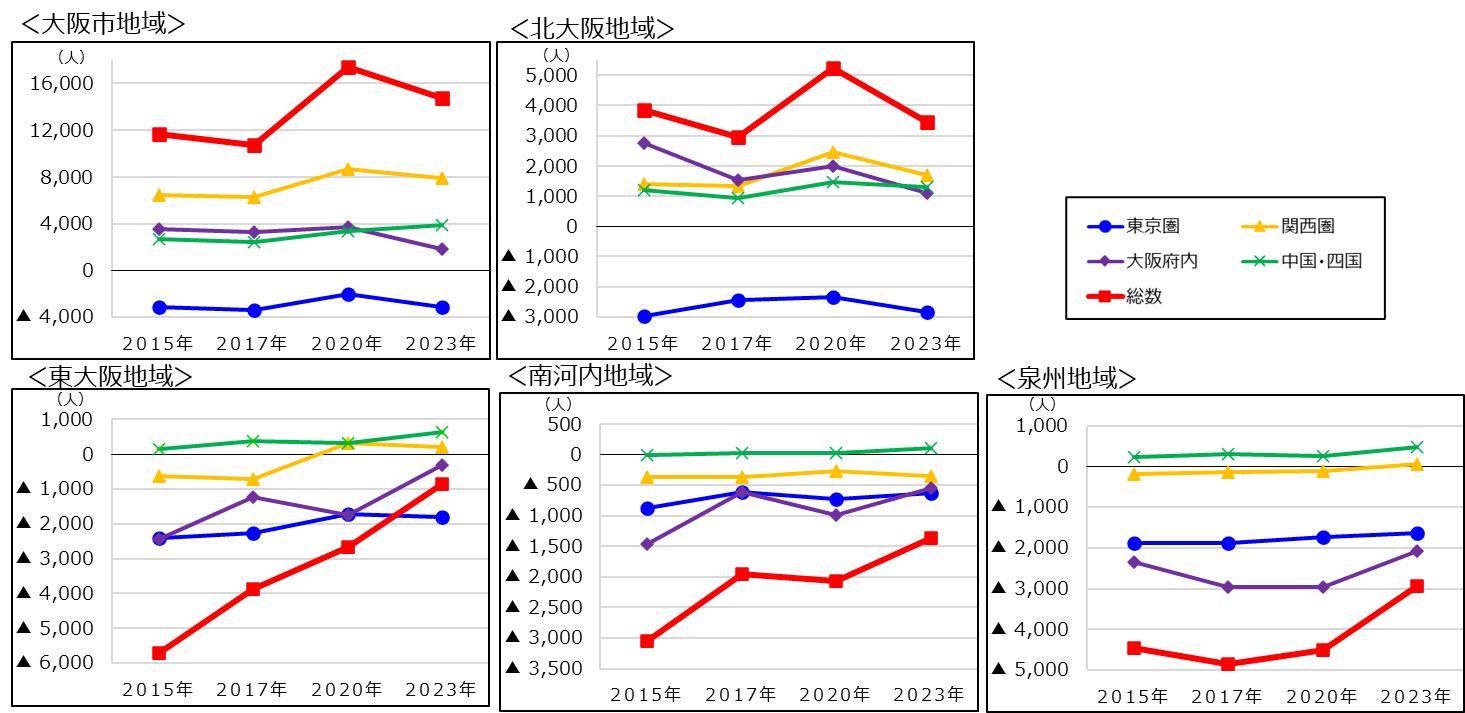 ＜大阪市地域＞
（人）
16,000
12,000
8,000
4,000
0
▲ 4,000
２０１５年 ２０１７年 ２０２０年 ２０２３年
＜北大阪地域＞
（人）
5,000
4,000
3,000
2,000
1,000
0
▲ 1,000
▲ 2,000
▲ 3,000
２０１５年 ２０１７年 ２０２０年 ２０２３年
東京圏 関西圏
大阪府内 中国・四国
総数
＜東大阪地域＞
（人）
1,000
0
▲ 1,000
▲ 2,000
▲ 3,000
▲ 4,000
▲ 5,000
▲ 6,000
２０１５年 ２０１７年 ２０２０年 ２０２３年
＜南河内地域＞
（人）
500
0
▲ 500
▲ 1,000
▲ 1,500
▲ 2,000
▲ 2,500
▲ 3,000
▲ 3,500
２０１５年 ２０１７年 ２０２０年 ２０２３年
＜泉州地域＞
（人）
1,000
0
▲ 1,000
▲ 2,000
▲ 3,000
▲ 4,000
▲ 5,000
２０１５年 ２０１７年 ２０２０年 ２０２３年